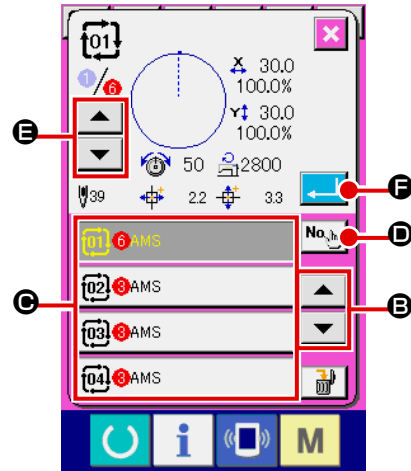 01
X 30.0
1/6 100.0%
Y 30.0
100.0%
E
50 2800
F
39 2.2 3.3
No.
D
01 6 AMS
02 3 AMS
C
B
03 3 AMS
04 3 AMS
i M